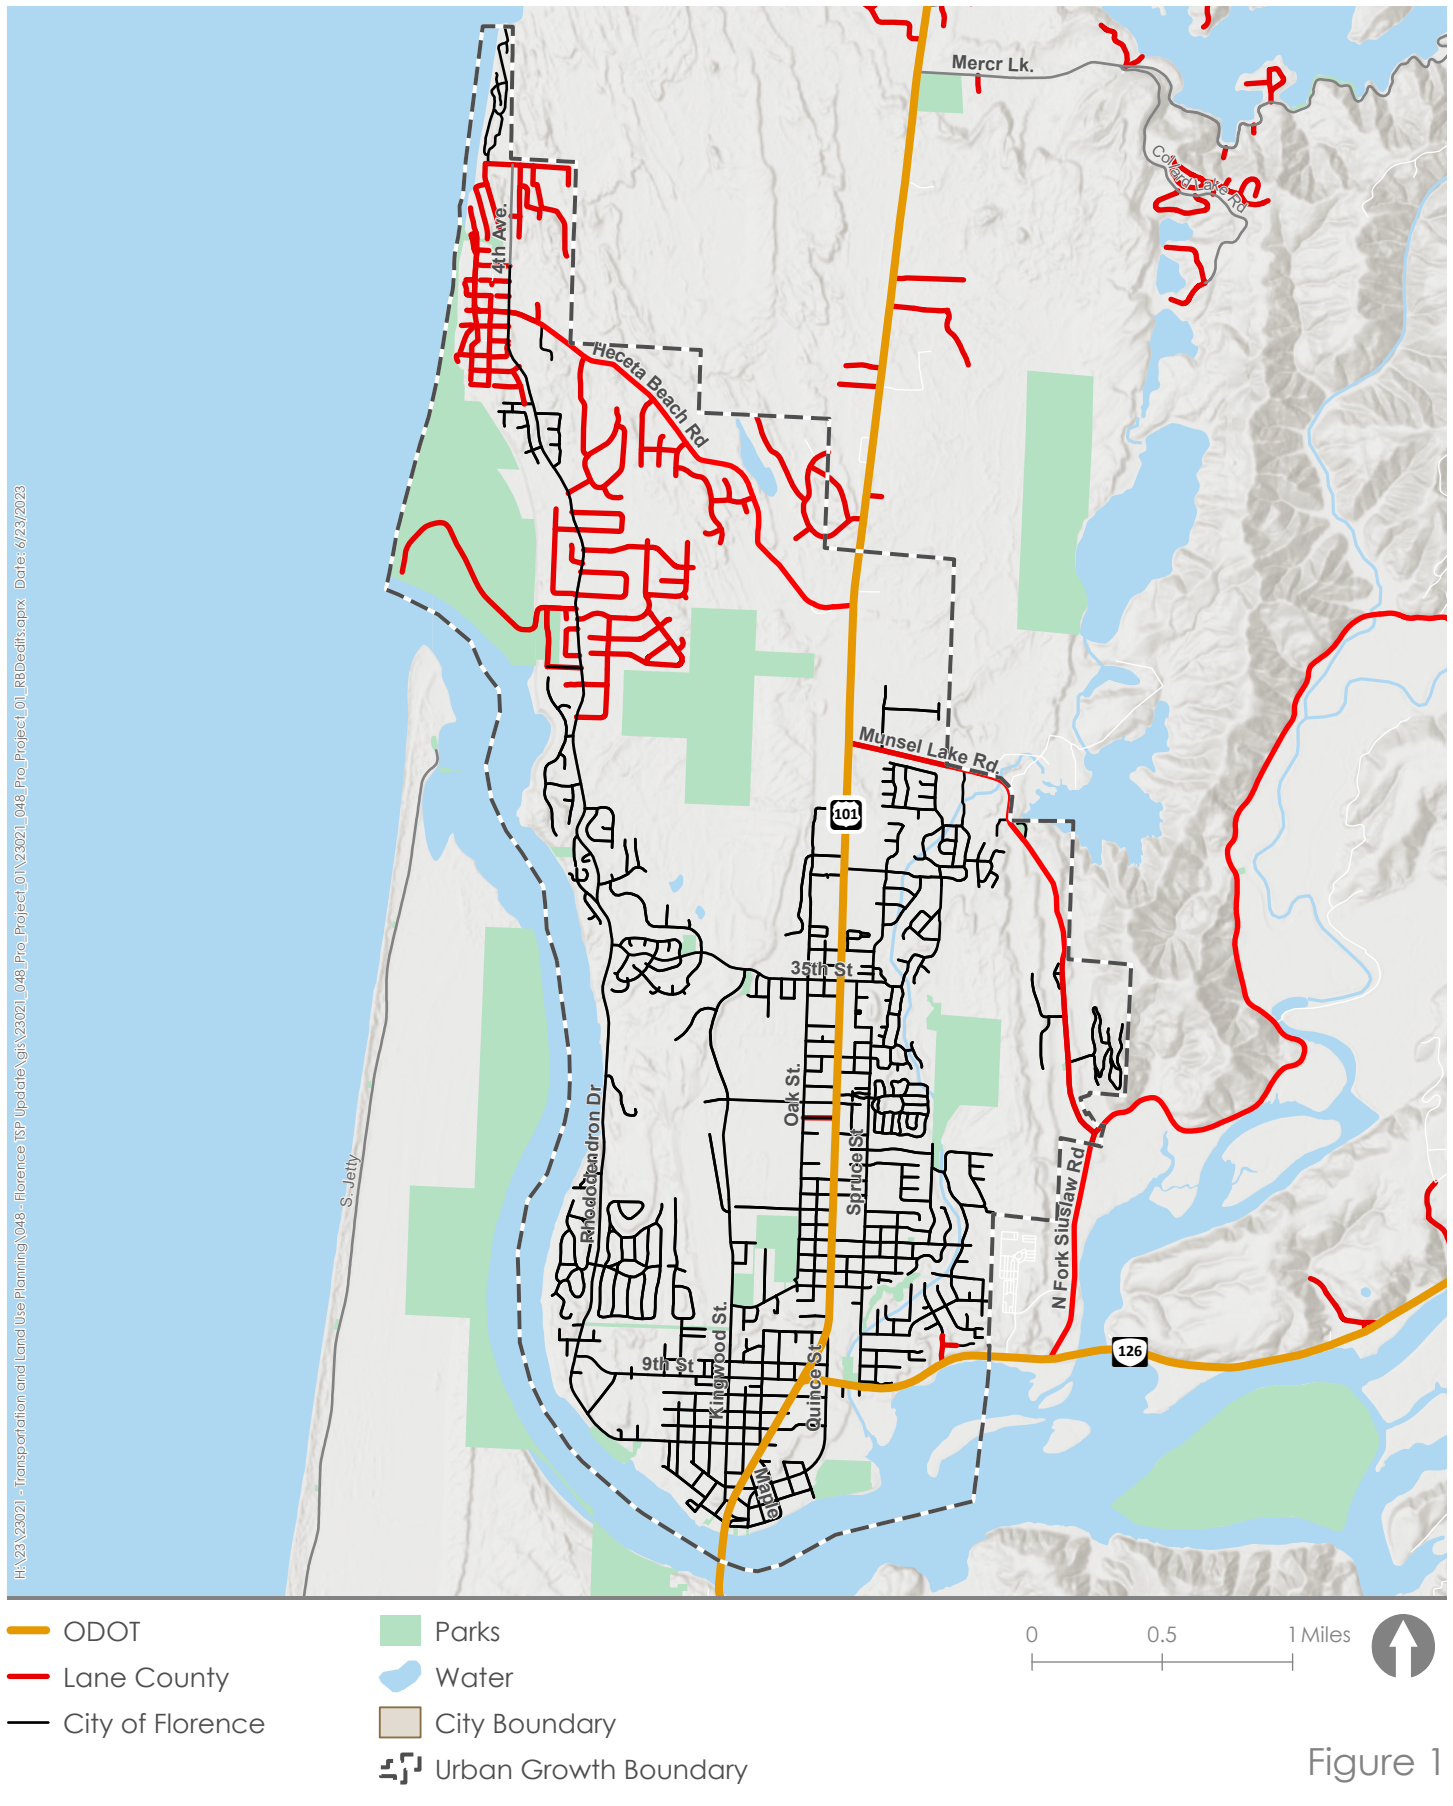 Mercr Lk.
Collard Lake Rd
4th Ave.
Heceta Beach Rd
Munsel Lake Rd.
101
35th St
Oak St.
Rhododendron Dr
Spruce St
S. Jetty
N Fork Siuslaw Rd
Kingwood St.
9th St
Quince St.
126
Maple
H:\23\23021 - Transportation and Land Use Planning\048 - Florence TSP Update\gis\23021_048_Pro_Project_01\23021_048_Pro_Project_01_RBDedits.aprx   Date: 6/23/2023
ODOT
Lane County
City of Florence
Parks
Water
City Boundary
Urban Growth Boundary
0 0.5 1 Miles
Figure 1